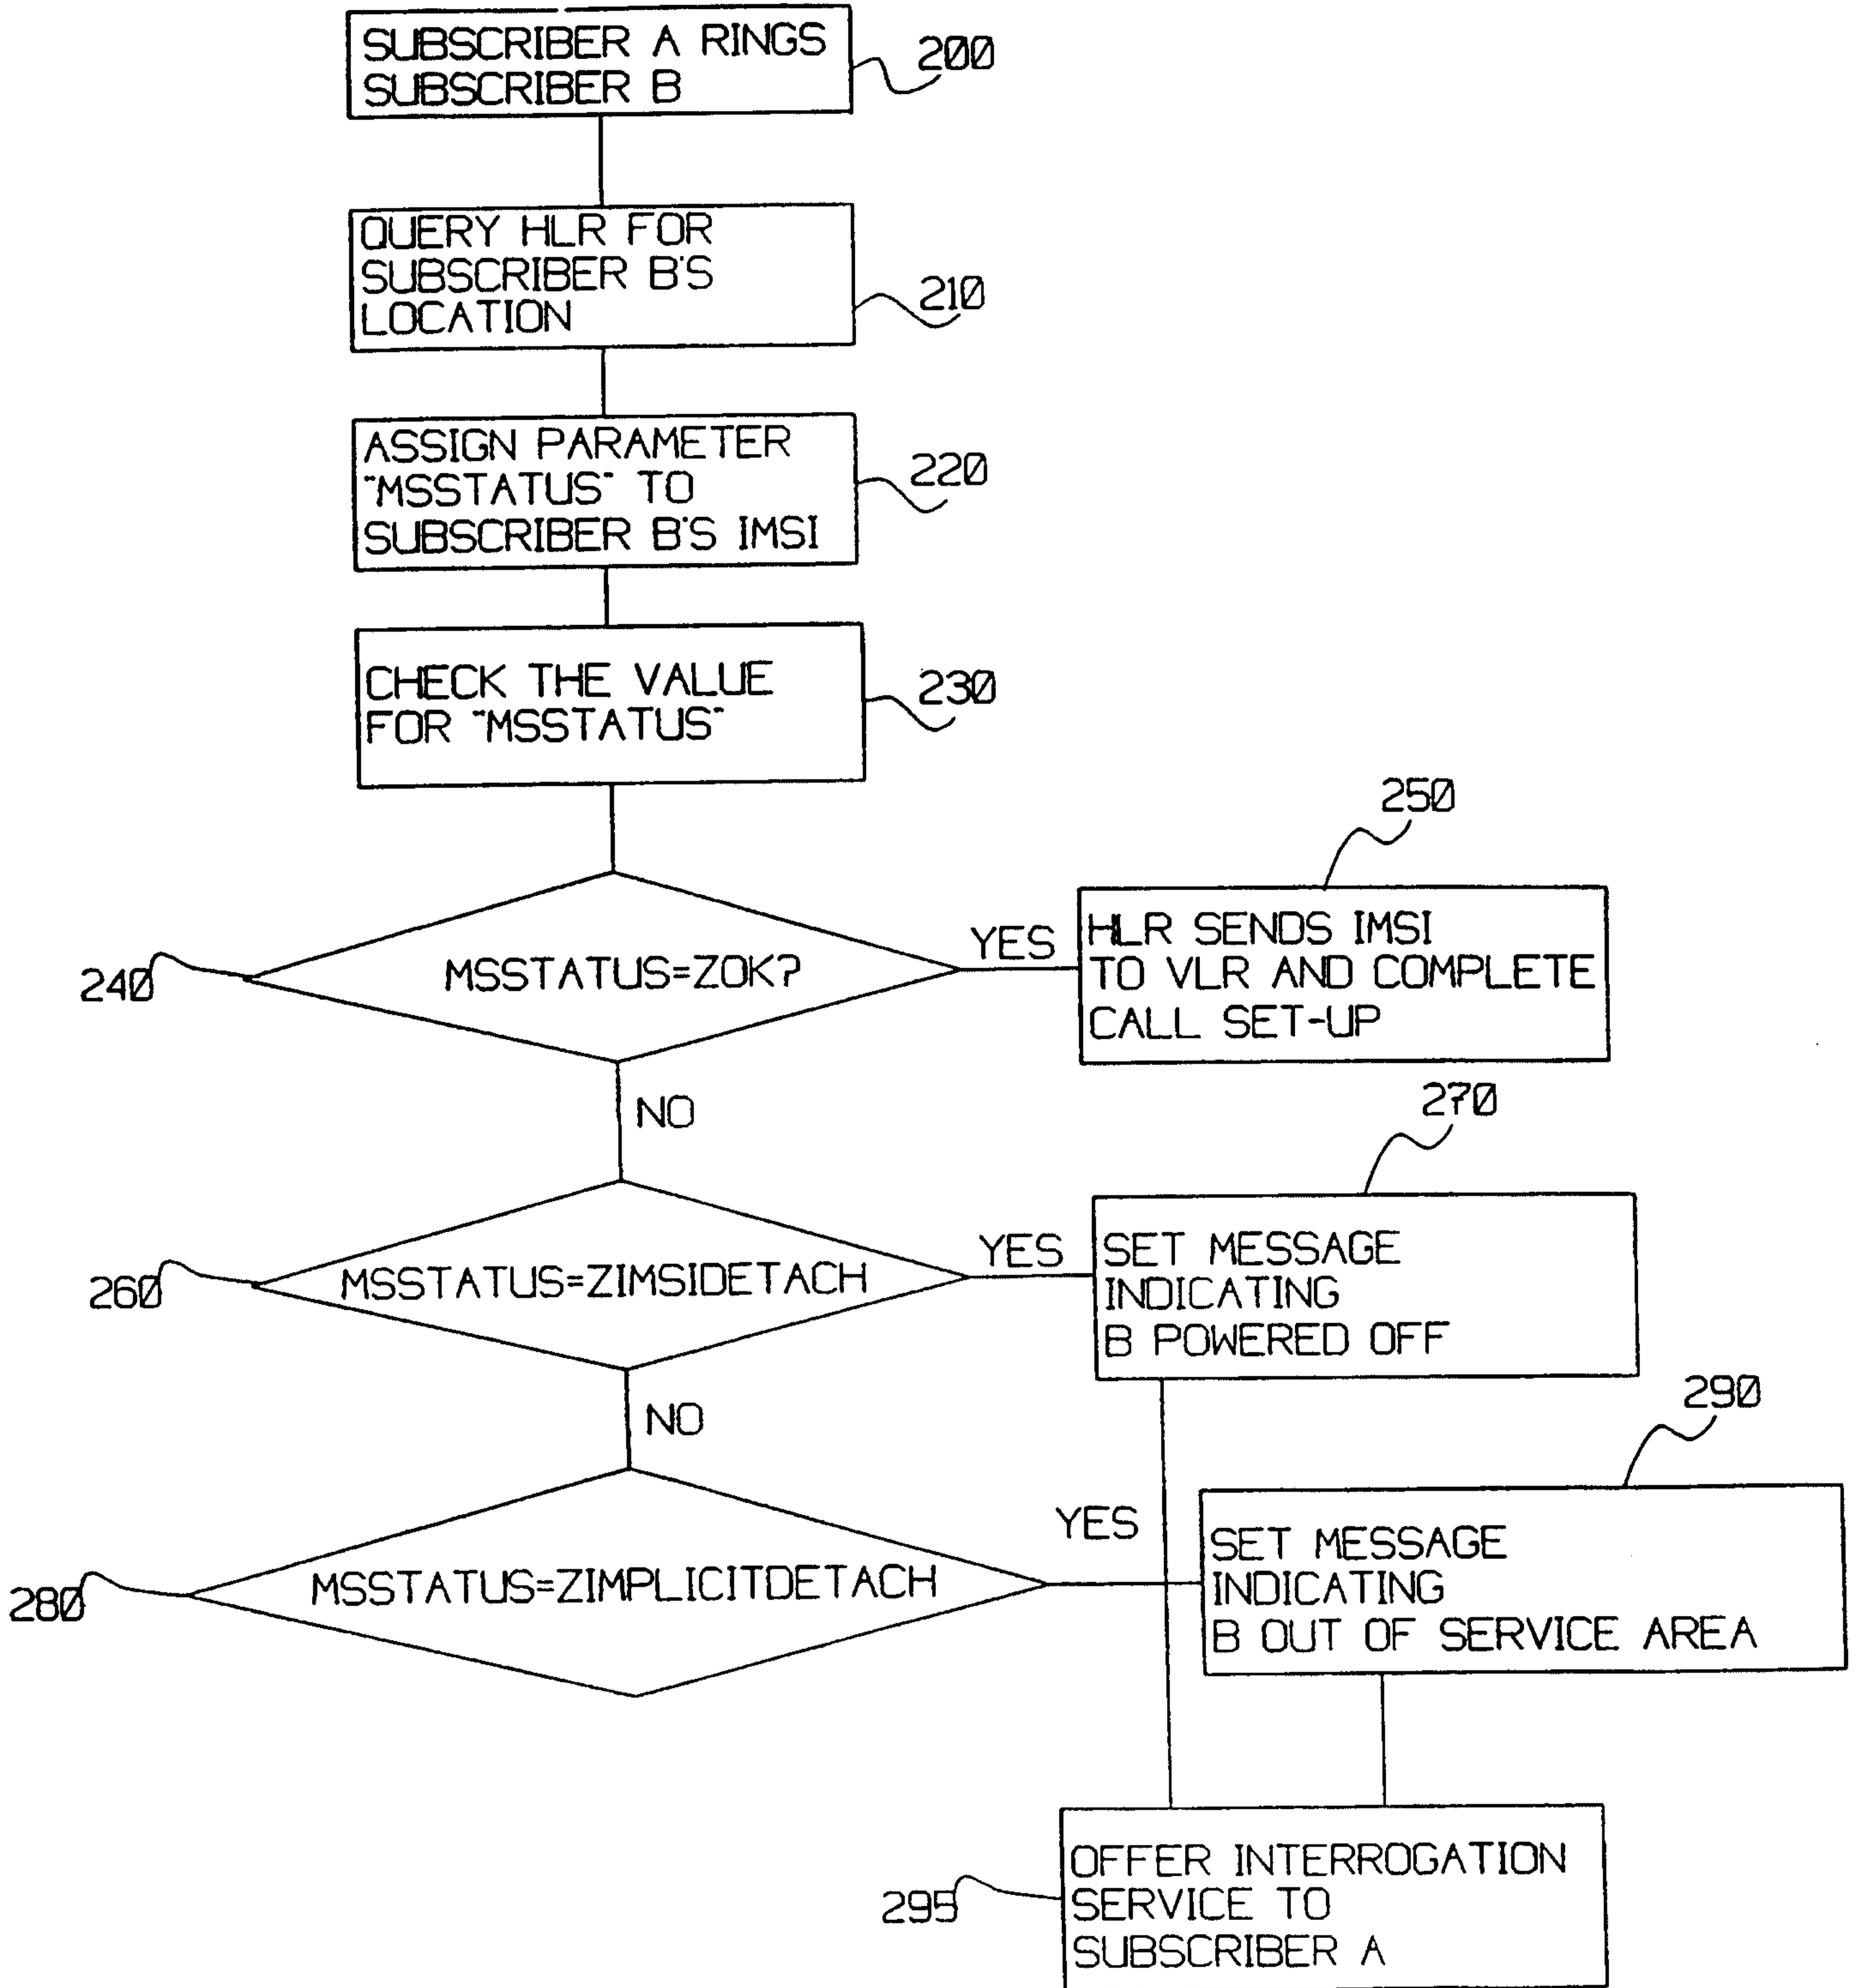 SUBSCRIBER A RINGS
SUBSCRIBER B
200
QUERY HLR FOR
SUBSCRIBER B'S
LOCATION
210
ASSIGN PARAMETER
"MSSTATUS" TO
SUBSCRIBER B'S IMSI
220
CHECK THE VALUE
FOR "MSSTATUS"
230
240
MSSTATUS=ZOK?
YES
250
HLR SENDS IMSI
TO VLR AND COMPLETE
CALL SET-UP
NO
260
MSSTATUS=ZIMSIDETACH
YES
270
SET MESSAGE
INDICATING
B POWERED OFF
NO
280
MSSTATUS=ZIMPLICITDETACH
YES
290
SET MESSAGE
INDICATING
B OUT OF SERVICE AREA
295
OFFER INTERROGATION
SERVICE TO
SUBSCRIBER A